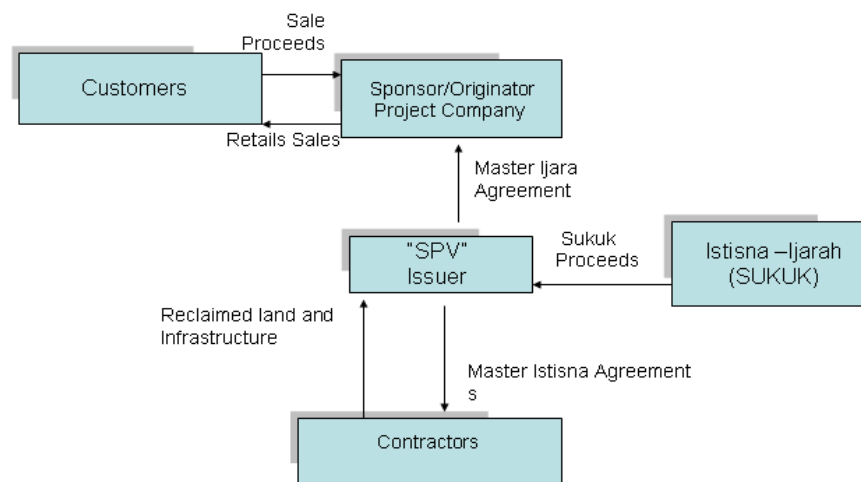 Sale
Proceeds
Customers
Sponsor/Originator
Project Company
Retails Sales
Master Ijara
Agreement
"SPV"
Issuer
Sukuk
Proceeds
Istisna –Ijarah
(SUKUK)
Reclaimed land and
Infrastructure
Master Istisna Agreement
s
Contractors